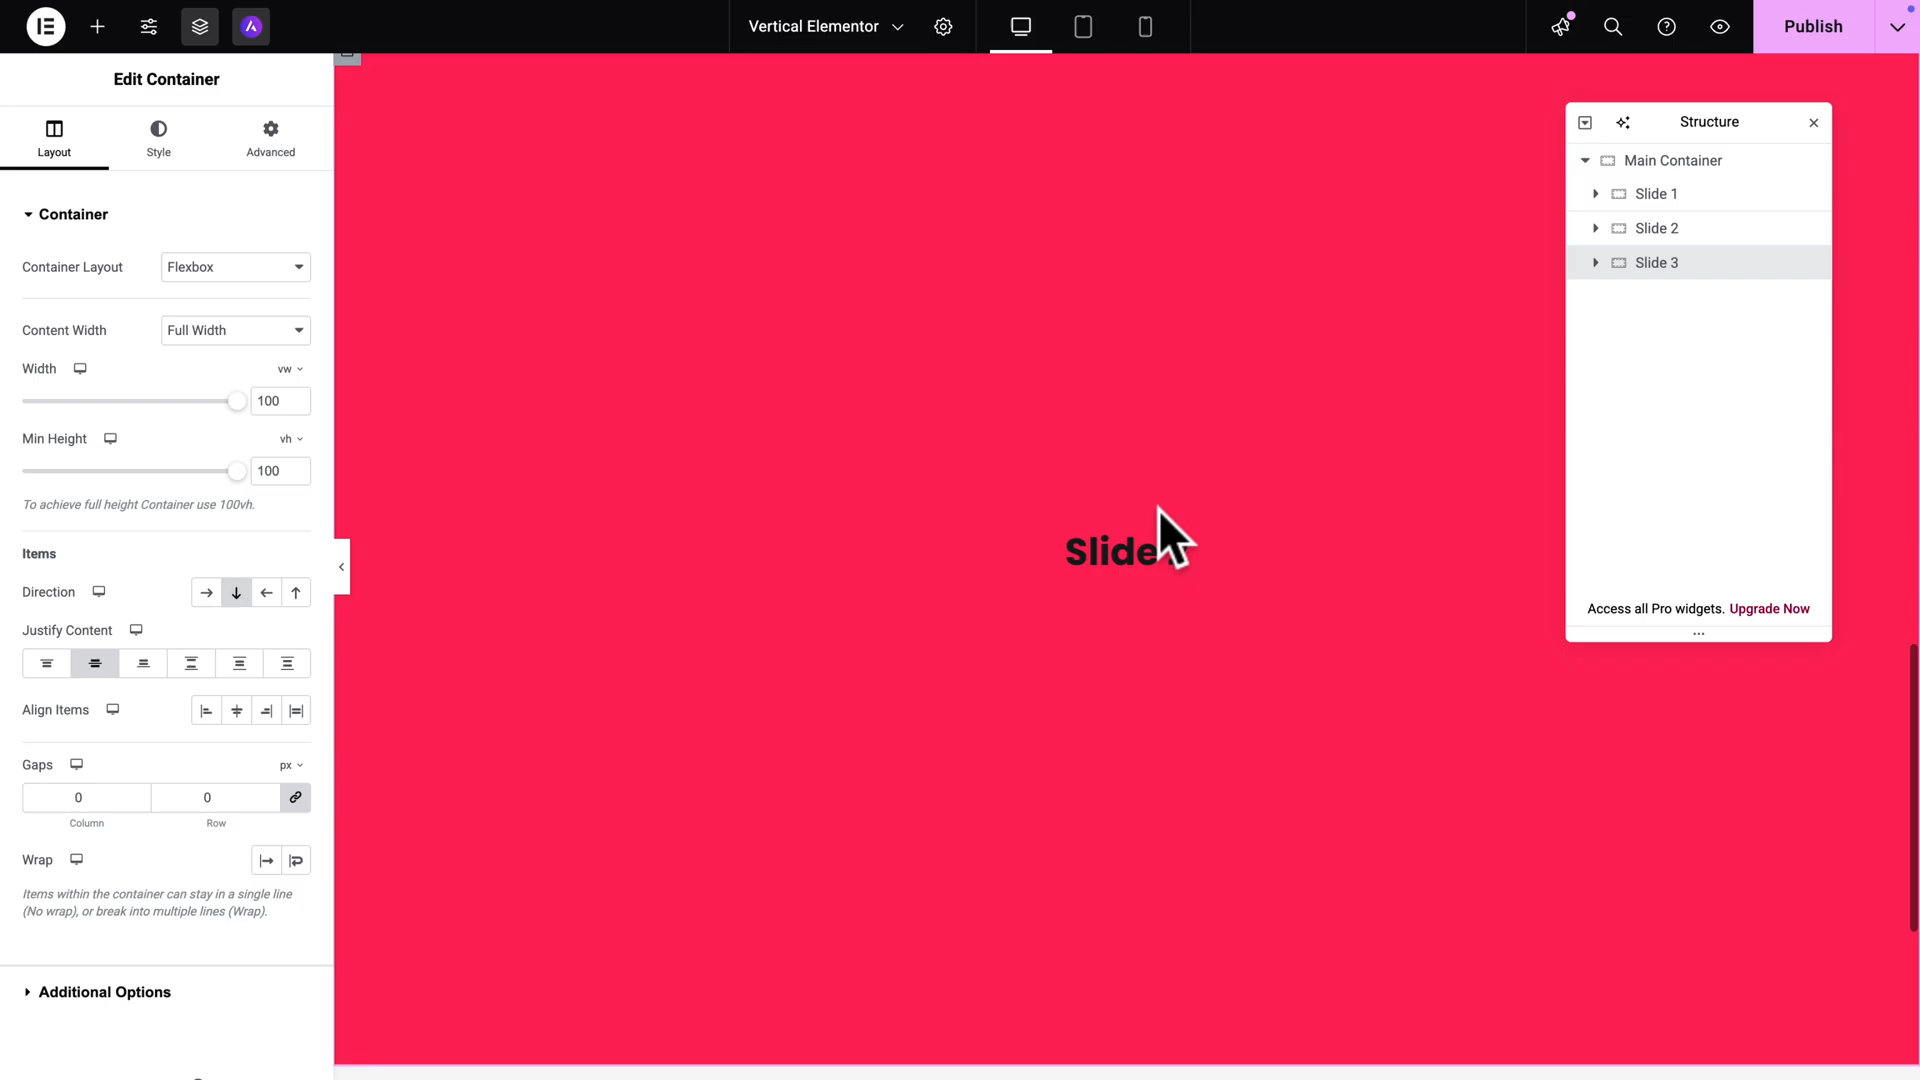 Vertical Elementor
Publish
Edit Container
Layout
Style
Advanced
Container
Container Layout
Flexbox
Content Width
Full Width
Width
vw
100
Min Height
vh
100
To achieve full height Container use 100vh.
Items
Direction
Justify Content
Align Items
Gaps
px
0
0
Column
Row
Wrap
Items within the container can stay in a single line
(No wrap), or break into multiple lines (Wrap).
Additional Options
Slide
Structure
Main Container
Slide 1
Slide 2
Slide 3
Access all Pro widgets. Upgrade Now